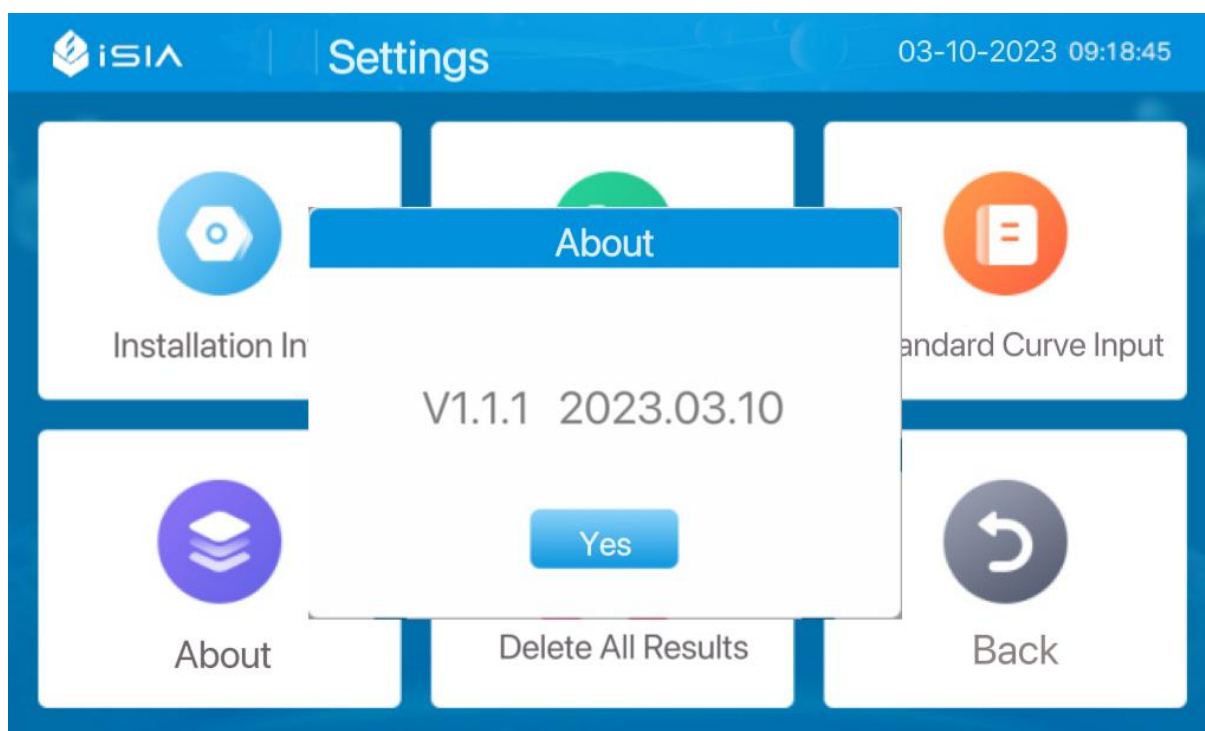 iSIA
Settings
03-10-2023 09:18:45
About
Installation In
andard Curve Input
V1.1.1 2023.03.10
Yes
About
Delete All Results
Back